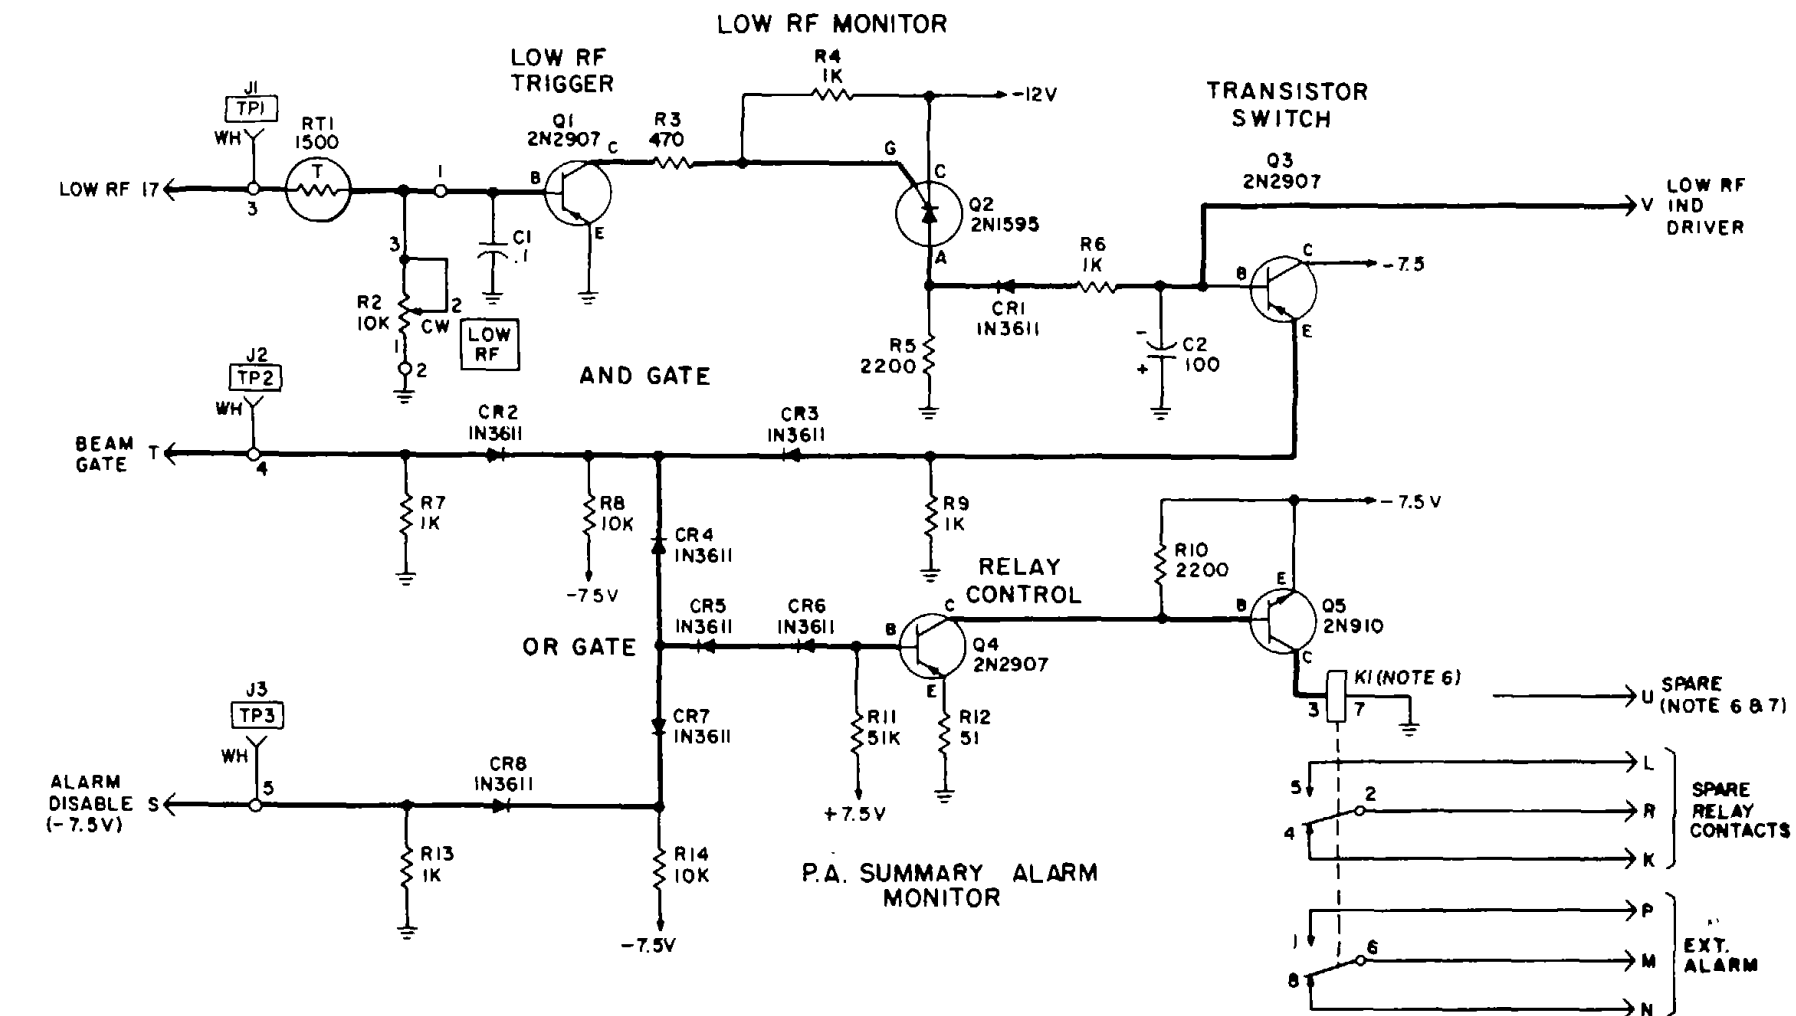 LOW RF MONITOR
LOW RF
TRIGGER
R4
1K
-12V
TRANSISTOR
SWITCH
J1
TP1
WH
RT1
1500
T
Q1
2N2907
C
R3
470
G
C
Q3
2N2907
LOW RF 17
3
1
B
E
Q2
2N1595
A
V
LOW RF
IND
DRIVER
C1
.1
3
R2
10K
2
CW
1
2
LOW
RF
R6
1K
CR1
1N3611
B
C
E
-7.5
R5
2200
-
C2
100
+
J2
TP2
WH
AND GATE
CR2
1N3611
CR3
1N3611
BEAM
GATE T
4
R7
1K
R8
10K
-7.5V
R9
1K
-7.5V
CR4
1N3611
RELAY
CONTROL
R10
2200
OR GATE
CR5
1N3611
CR6
1N3611
B
C
E
Q4
2N2907
B
E
C
Q5
2N910
J3
TP3
WH
CR7
1N3611
R11
51K
R12
51
+7.5V
K1 (NOTE 6)
3
7
U
SPARE
(NOTE 6 & 7)
ALARM
DISABLE S
(-7.5V)
5
CR8
1N3611
R13
1K
R14
10K
-7.5V
P.A. SUMMARY ALARM
MONITOR
5
2
4
L
R
K
SPARE
RELAY
CONTACTS
1
6
8
P
M
N
EXT.
ALARM